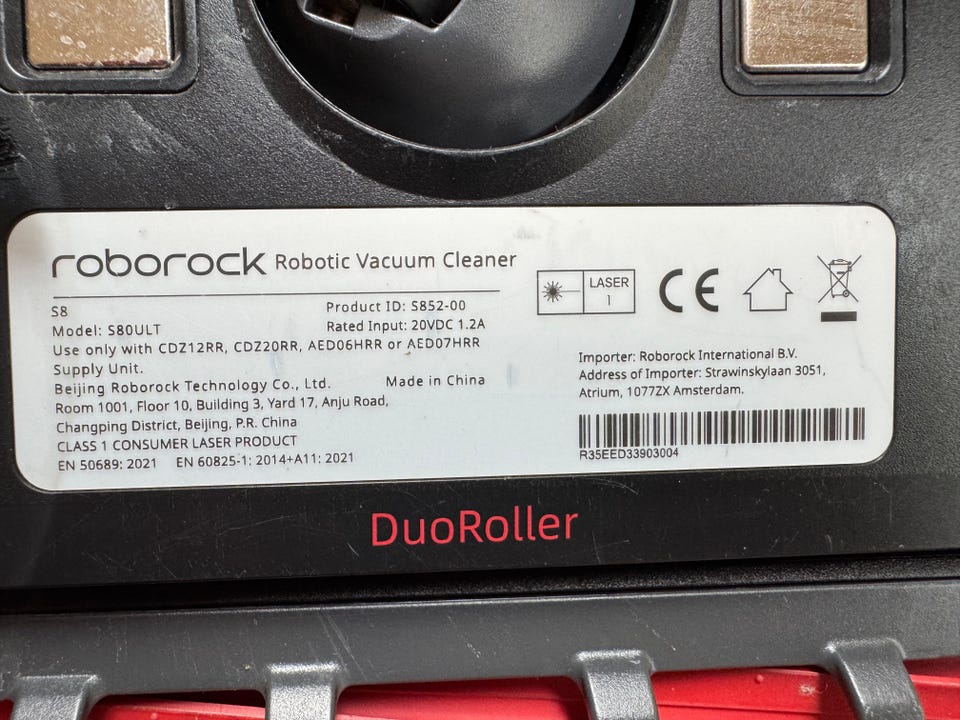 roborock Robotic Vacuum Cleaner
S8
Product ID: S852-00
Model: S80ULT
Rated Input: 20VDC 1.2A
Use only with CDZ12RR, CDZ20RR, AED06HRR or AED07HRR
Supply Unit.
Beijing Roborock Technology Co., Ltd.
Made in China
Room 1001, Floor 10, Building 3, Yard 17, Anju Road,
Changping District, Beijing, P.R. China
CLASS 1 CONSUMER LASER PRODUCT
EN 50689: 2021 EN 60825-1: 2014+A11: 2021
LASER
1
CE
Importer: Roborock International B.V.
Address of Importer: Strawinskylaan 3051,
Atrium, 1077ZX Amsterdam.
R35EED33903004
DuoRoller